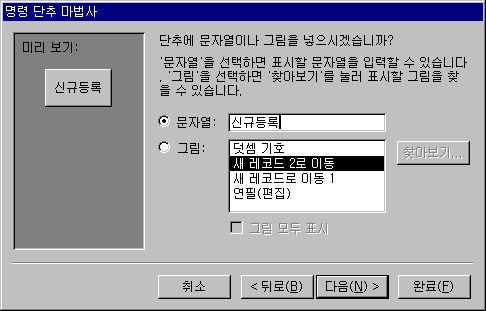 명령 단추 마법사
미리 보기:
신규등록
단추에 문자열이나 그림을 넣으시겠습니까?
'문자열'을 선택하면 표시할 문자열을 입력할 수 있습니다
. '그림'을 선택하면 '찾아보기'를 눌러 표시할 그림을 찾
을 수 있습니다.
문자열:
신규등록
그림:
덧셈 기호
새 레코드 2로 이동
새 레코드로 이동 1
연필(편집)
찾아보기...
그림 모두 표시
취소
< 뒤로(B)
다음(N) >
완료(F)